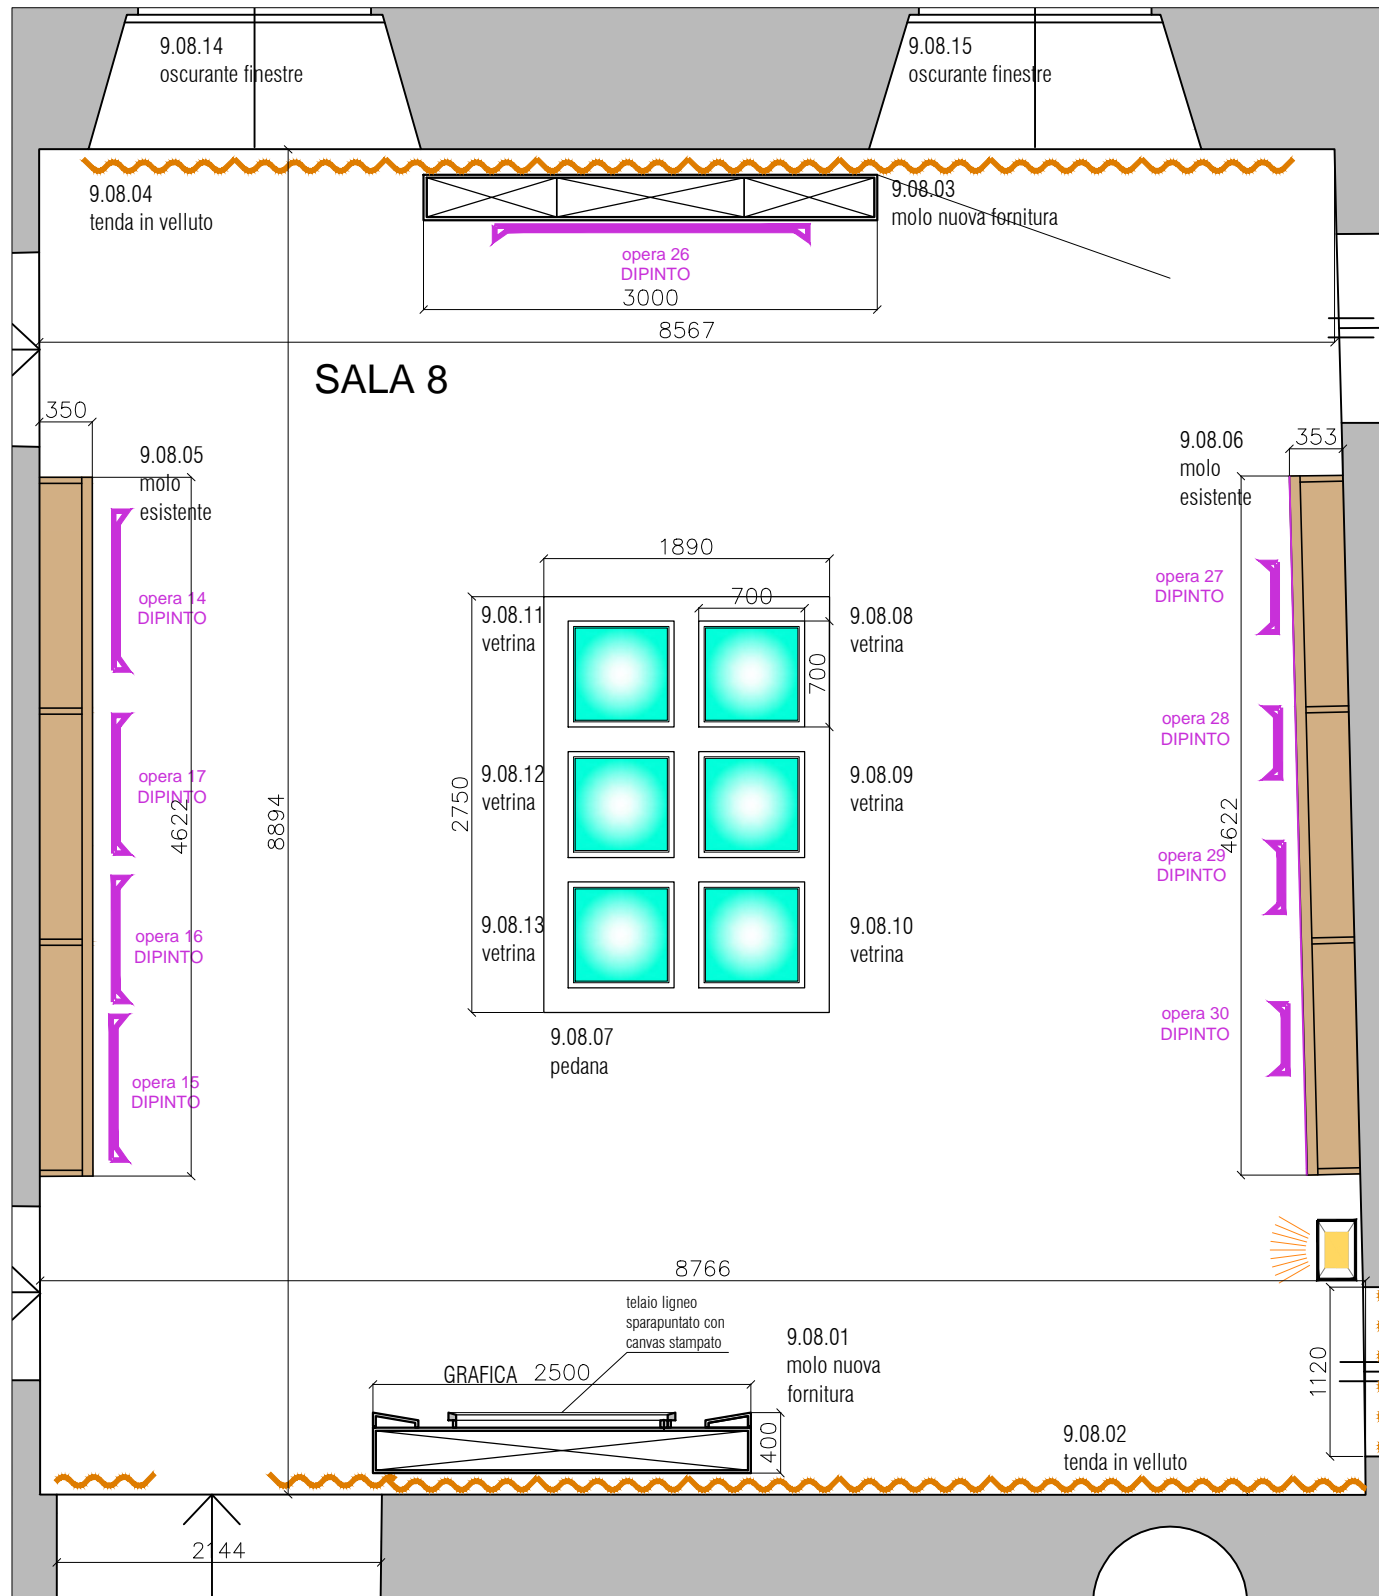 9.08.14
oscurante finestre
9.08.15
oscurante finestre
9.08.04
tenda in velluto
9.08.03
molo nuova fornitura
opera 26
DIPINTO
3000
8567
SALA 8
350
9.08.05
molo
esistente
9.08.06
molo
esistente
353
1890
700
700
2750
9.08.11
vetrina
9.08.08
vetrina
9.08.12
vetrina
9.08.09
vetrina
9.08.13
vetrina
9.08.10
vetrina
9.08.07
pedana
opera 14
DIPINTO
opera 17
DIPINTO
4622
8894
opera 16
DIPINTO
opera 15
DIPINTO
opera 27
DIPINTO
opera 28
DIPINTO
4622
opera 29
DIPINTO
opera 30
DIPINTO
8766
telaio ligneo
sparapuntato con
canvas stampato
GRAFICA 2500
9.08.01
molo nuova
fornitura
400
1120
9.08.02
tenda in velluto
2144